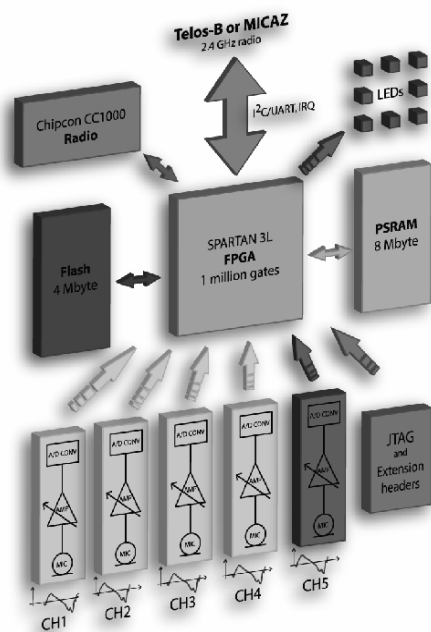 Telos-B or MICAZ
2.4 GHz radio
I²C/UART, IRQ
LEDs
Chipcon CC1000
Radio
SPARTAN 3L
FPGA
1 million gates
PSRAM
8 Mbyte
Flash
4 Mbyte
A/D CONV
AMP
MIC
A/D CONV
AMP
MIC
A/D CONV
AMP
MIC
A/D CONV
AMP
MIC
A/D CONV
AMP
MIC
JTAG
and
Extension
headers
CH1
CH2
CH3
CH4
CH5